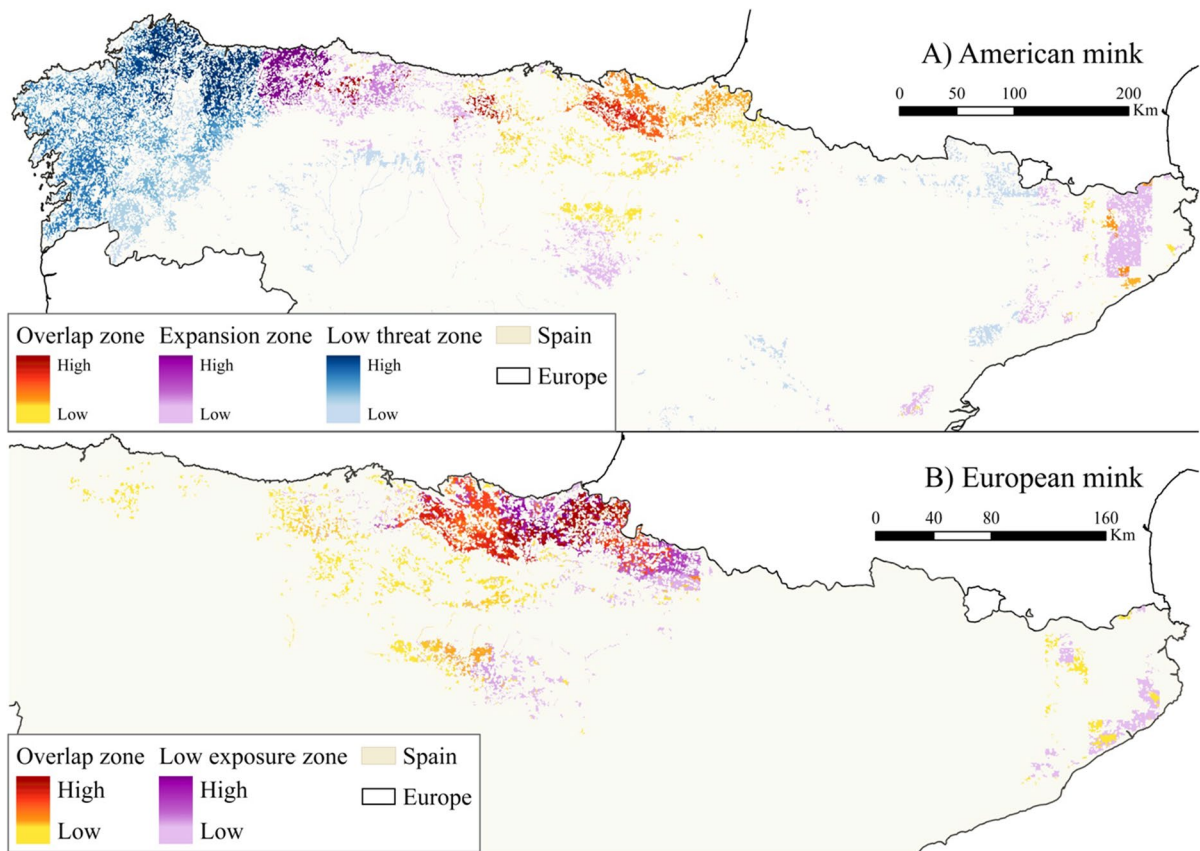 A) American mink
0 50 100 200
Km
Overlap zone Expansion zone Low threat zone Spain
High High High
Europe
Low Low Low
B) European mink
0 40 80 160
Km
Overlap zone Low exposure zone Spain
High High
Europe
Low Low